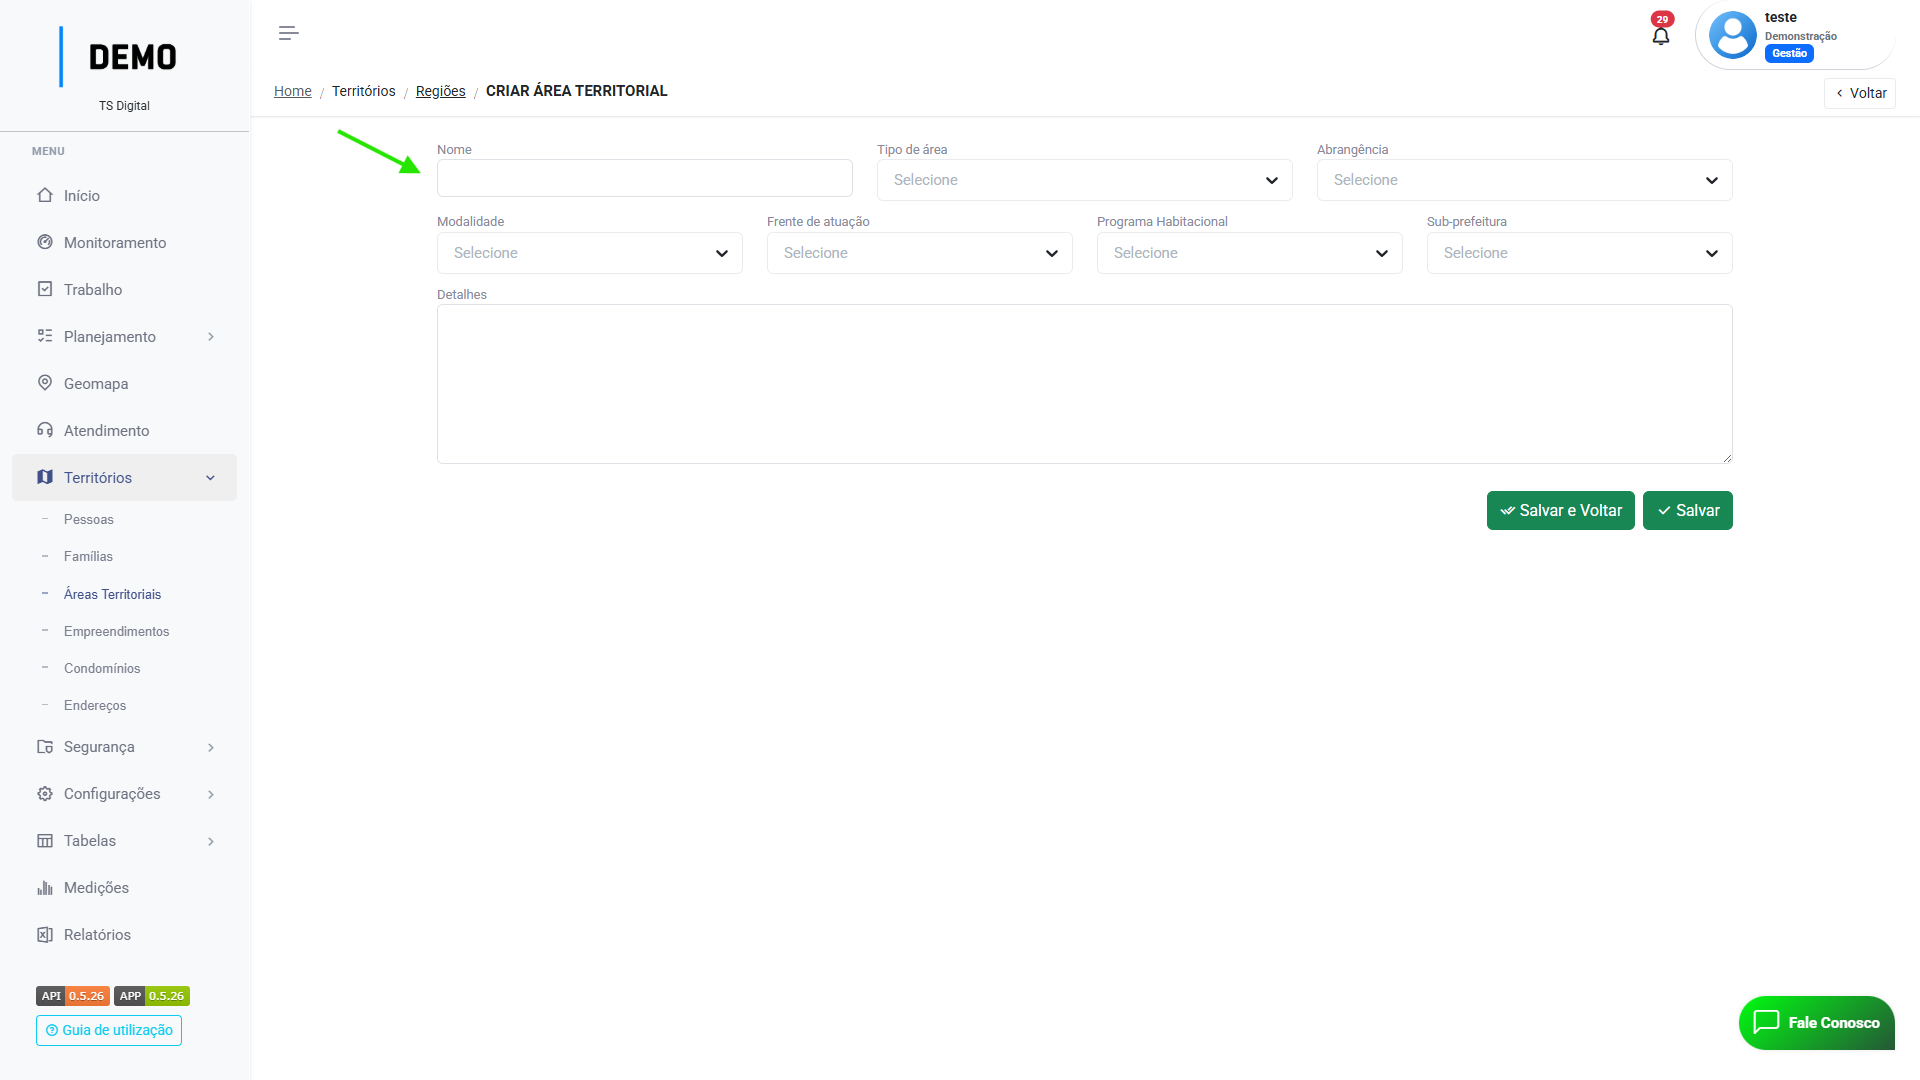 DEMO
TS Digital
MENU
Início
Monitoramento
Trabalho
Planejamento
Geomapa
Atendimento
Territórios
Pessoas
Famílias
Áreas Territoriais
Empreendimentos
Condomínios
Endereços
Segurança
Configurações
Tabelas
Medições
Relatórios
API 0.5.26 APP 0.5.26
Guia de utilização
29
teste
Demonstração
Gestão
Home / Territórios / Regiões / CRIAR ÁREA TERRITORIAL
Voltar
Nome
Tipo de área
Selecione
Abrangência
Selecione
Modalidade
Selecione
Frente de atuação
Selecione
Programa Habitacional
Selecione
Sub-prefeitura
Selecione
Detalhes
Salvar e Voltar
Salvar
Fale Conosco